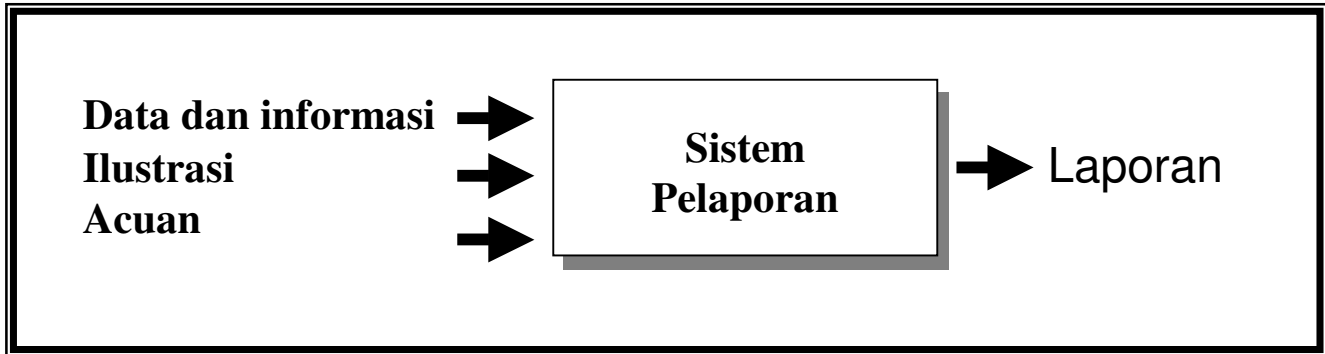 Data dan informasi
Ilustrasi
Acuan
Sistem
Pelaporan
Laporan